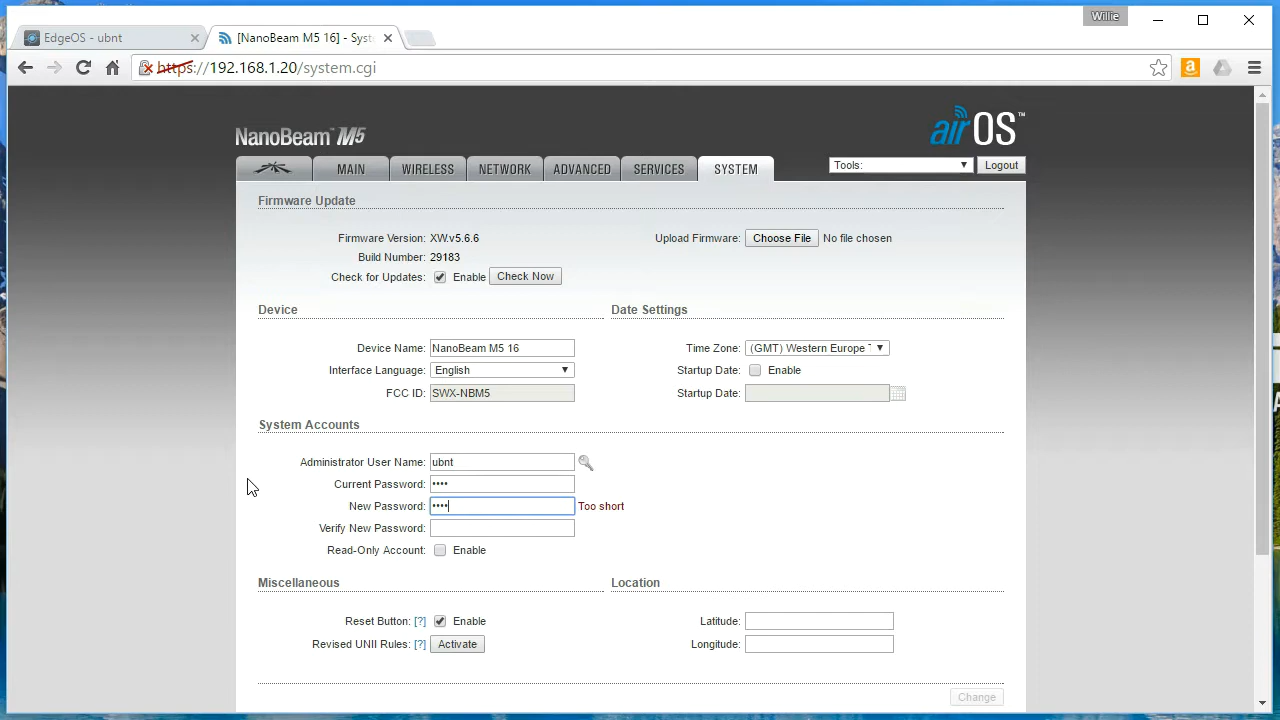 Willie
EdgeOS - ubnt
[NanoBeam M5 16] - Syst
https://192.168.1.20/system.cgi
NanoBeam™ M5
airOS™
MAIN WIRELESS NETWORK ADVANCED SERVICES SYSTEM
Tools: Logout
Firmware Update
Firmware Version: XW.v5.6.6
Upload Firmware: Choose File No file chosen
Build Number: 29183
Check for Updates: Enable Check Now
Device
Date Settings
Device Name: NanoBeam M5 16
Time Zone: (GMT) Western Europe T
Interface Language: English
Startup Date: Enable
FCC ID: SWX-NBM5
Startup Date:
System Accounts
Administrator User Name: ubnt
Current Password: ••••
New Password: •••• Too short
Verify New Password:
Read-Only Account: Enable
Miscellaneous
Location
Reset Button: [?] Enable
Latitude:
Revised UNII Rules: [?] Activate
Longitude:
Change